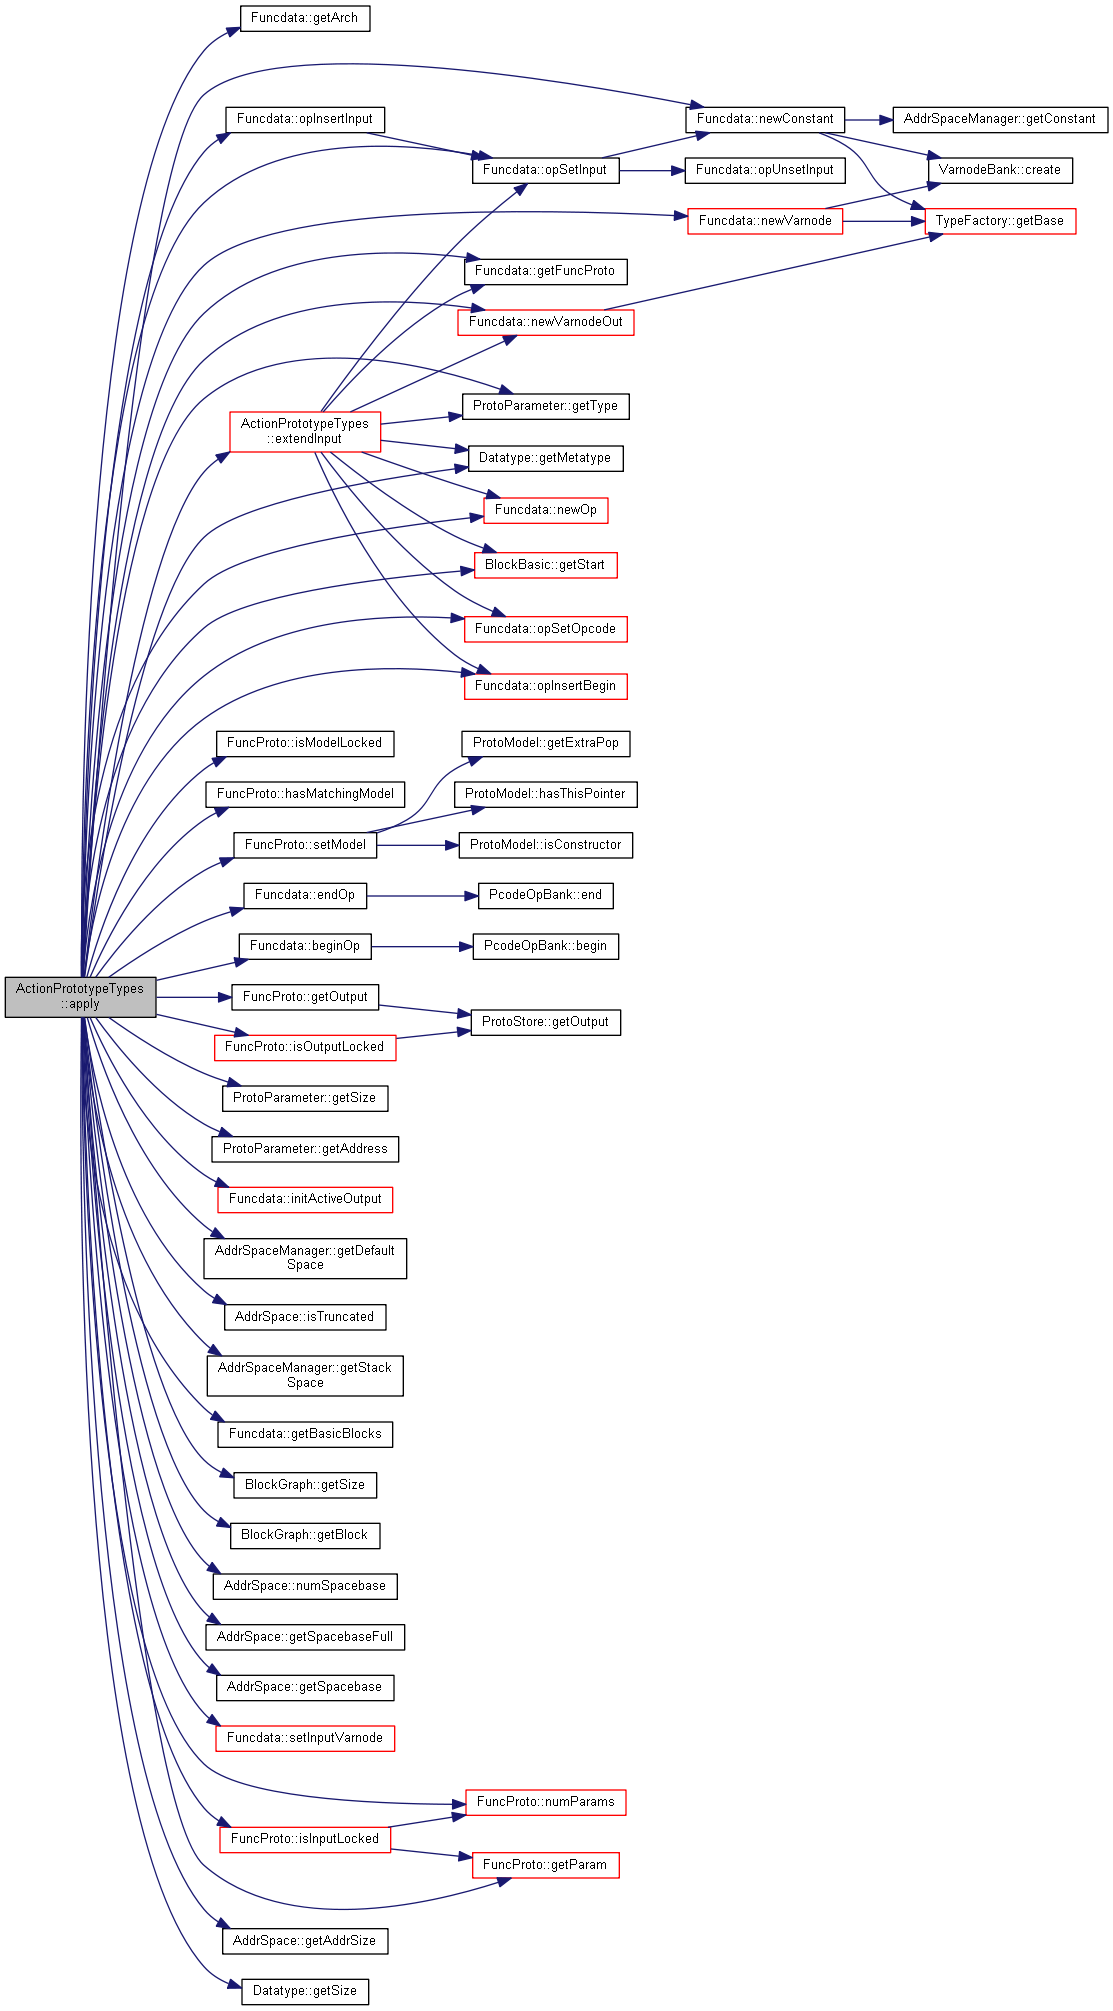 Funcdata::getArch
Funcdata::opInsertInput
Funcdata::newConstant
AddrSpaceManager::getConstant
Funcdata::opSetInput
Funcdata::opUnsetInput
VarnodeBank::create
Funcdata::newVarnode
TypeFactory::getBase
Funcdata::getFuncProto
Funcdata::newVarnodeOut
ProtoParameter::getType
ActionPrototypeTypes
::extendInput
Datatype::getMetatype
Funcdata::newOp
BlockBasic::getStart
Funcdata::opSetOpcode
Funcdata::opInsertBegin
FuncProto::isModelLocked
ProtoModel::getExtraPop
FuncProto::hasMatchingModel
ProtoModel::hasThisPointer
FuncProto::setModel
ProtoModel::isConstructor
Funcdata::endOp
PcodeOpBank::end
Funcdata::beginOp
PcodeOpBank::begin
ActionPrototypeTypes
::apply
FuncProto::getOutput
ProtoStore::getOutput
FuncProto::isOutputLocked
ProtoParameter::getSize
ProtoParameter::getAddress
Funcdata::initActiveOutput
AddrSpaceManager::getDefault
Space
AddrSpace::isTruncated
AddrSpaceManager::getStack
Space
Funcdata::getBasicBlocks
BlockGraph::getSize
BlockGraph::getBlock
AddrSpace::numSpacebase
AddrSpace::getSpacebaseFull
AddrSpace::getSpacebase
Funcdata::setInputVarnode
FuncProto::numParams
FuncProto::isInputLocked
FuncProto::getParam
AddrSpace::getAddrSize
Datatype::getSize